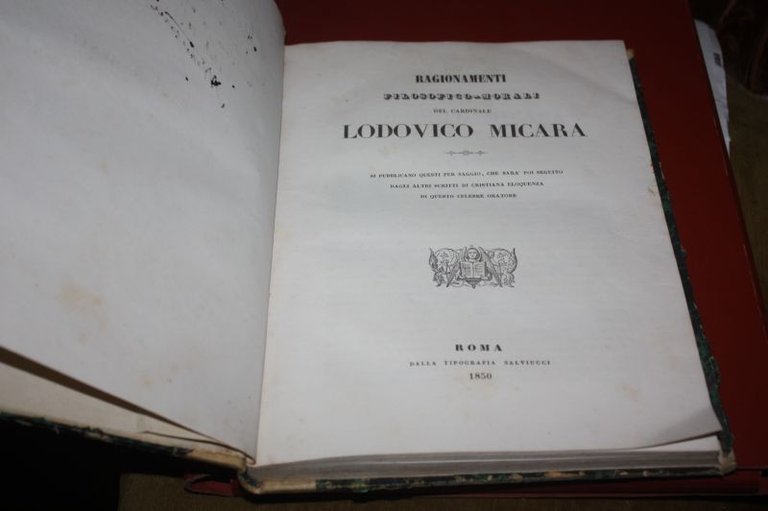 RAGIONAMENTI
FILOSOFICO-MORALI
DEL CARDINALE
LODOVICO MICARA
SI PUBBLICANO QUESTI PER SAGGIO, CHE SARA' POI SEGUITO
DAGLI ALTRI SCRITTI DI CRISTIANA ELOQUENZA
DI QUESTO CELEBRE ORATORE
ROMA
DALLA TIPOGRAFIA SALVIUCCI
1850